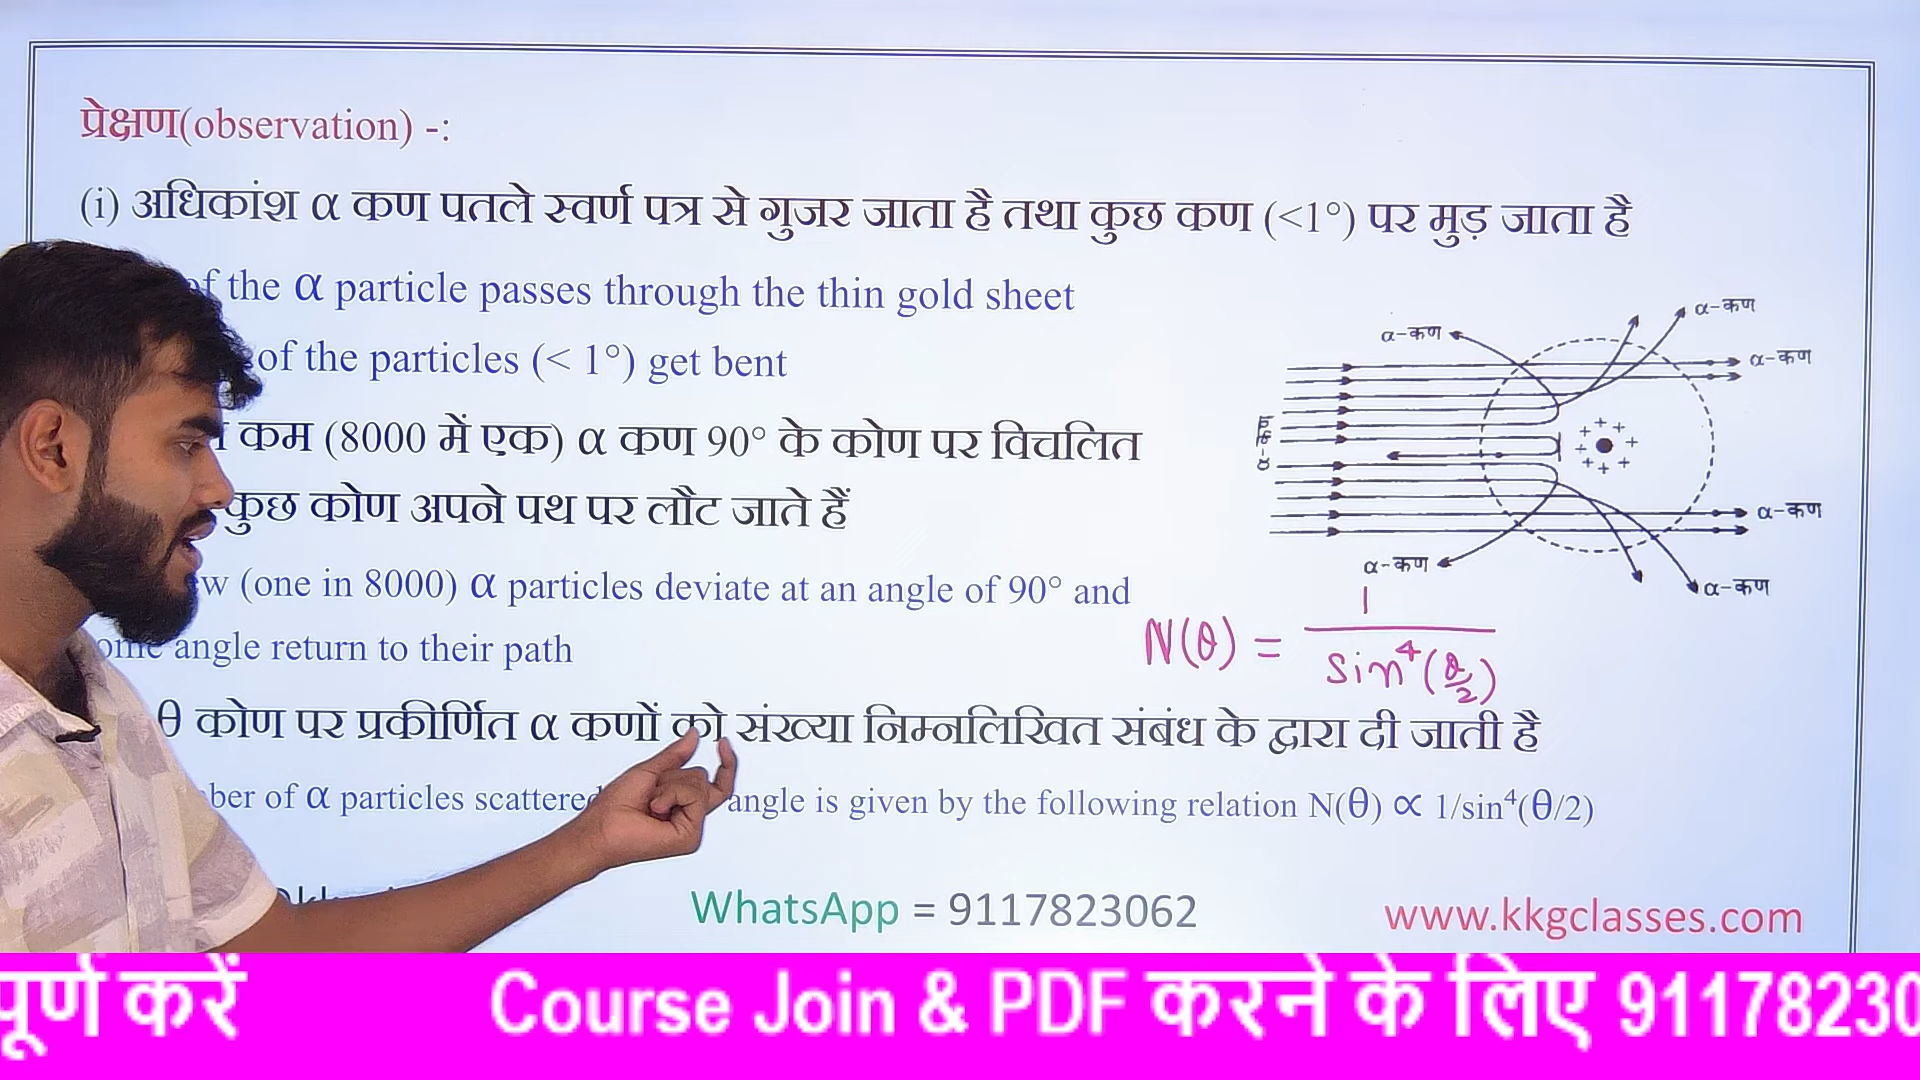 प्रेक्षण(observation) -:
(i) अधिकांश α कण पतले स्वर्ण पत्र से गुजर जाता है तथा कुछ कण (<1°) पर मुड़ जाता है
of the α particle passes through the thin gold sheet
of the particles (< 1°) get bent
कम (8000 में एक) α कण 90° के कोण पर विचलित
कुछ कोण अपने पथ पर लौट जाते हैं
(one in 8000) α particles deviate at an angle of 90° and
angle return to their path
α-कण
α-कण
α-कण
α-कण
α-कण
α-कण
α-कण
N(θ) = 1 / sin⁴(θ/2)
θ कोण पर प्रकीर्णित α कणों को संख्या निम्नलिखित संबंध के द्वारा दी जाती है
of α particles scattered angle is given by the following relation N(θ) ∝ 1/sin⁴(θ/2)
WhatsApp = 9117823062
www.kkgclasses.com
पूर्ण करें Course Join & PDF करने के लिए 91178230